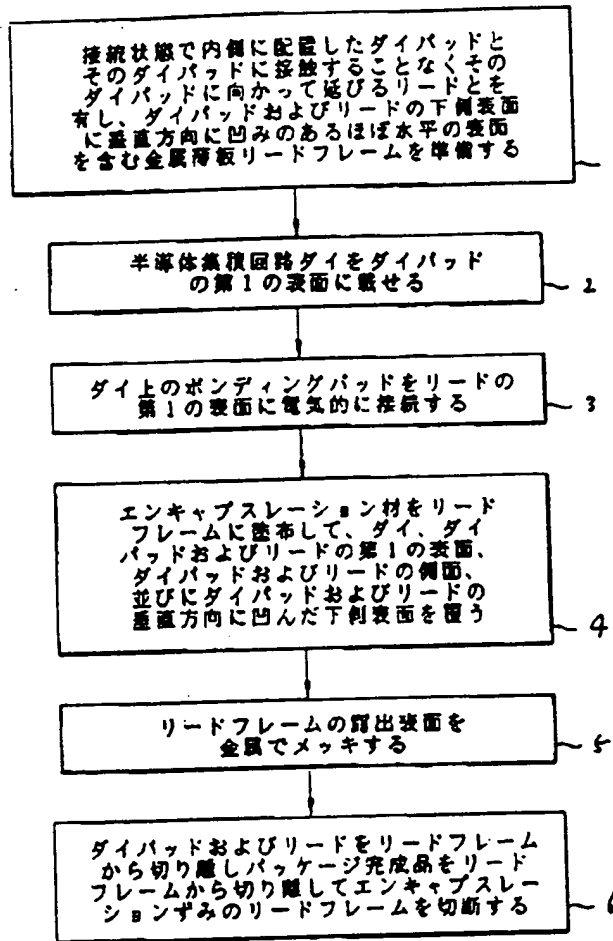 接続状態で内側に配置したダイパッドと
そのダイパッドに接触することなくその
ダイパッドに向かって延びるリードとを
有し、ダイパッドおよびリードの下側表面
に垂直方向に凹みのあるほぼ水平の表面
を含む金属薄板リードフレームを準備する
半導体集積回路ダイをダイパッド
の第1の表面に載せる
2
ダイ上のボンディングパッドをリードの
第1の表面に電気的に接続する
3
エンキャプスレーション材をリード
フレームに塗布して、ダイ、ダイ
パッドおよびリードの第1の表面、
ダイパッドおよびリードの側面、
並びにダイパッドおよびリードの
垂直方向に凹んだ下側表面を覆う
4
リードフレームの露出表面を
金属でメッキする
5
ダイパッドおよびリードをリードフレーム
から切り離しパッケージ完成品をリード
フレームから切り離してエンキャプスレー
ションずみのリードフレームを切断する
6